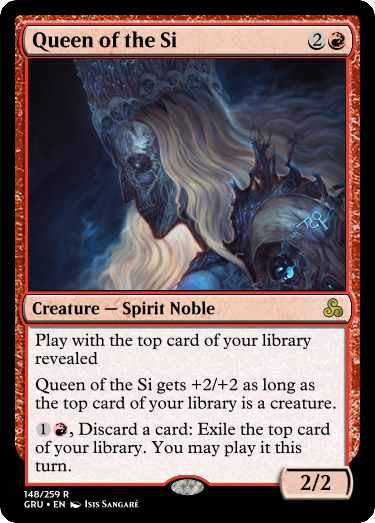 Queen of the Si 2
Creature — Spirit Noble
Play with the top card of your library
revealed
Queen of the Si gets +2/+2 as long as
the top card of your library is a creature.
1 , Discard a card: Exile the top card
of your library. You may play it this
turn.
2/2
148/259 R
GRU • EN Isis Sangaré